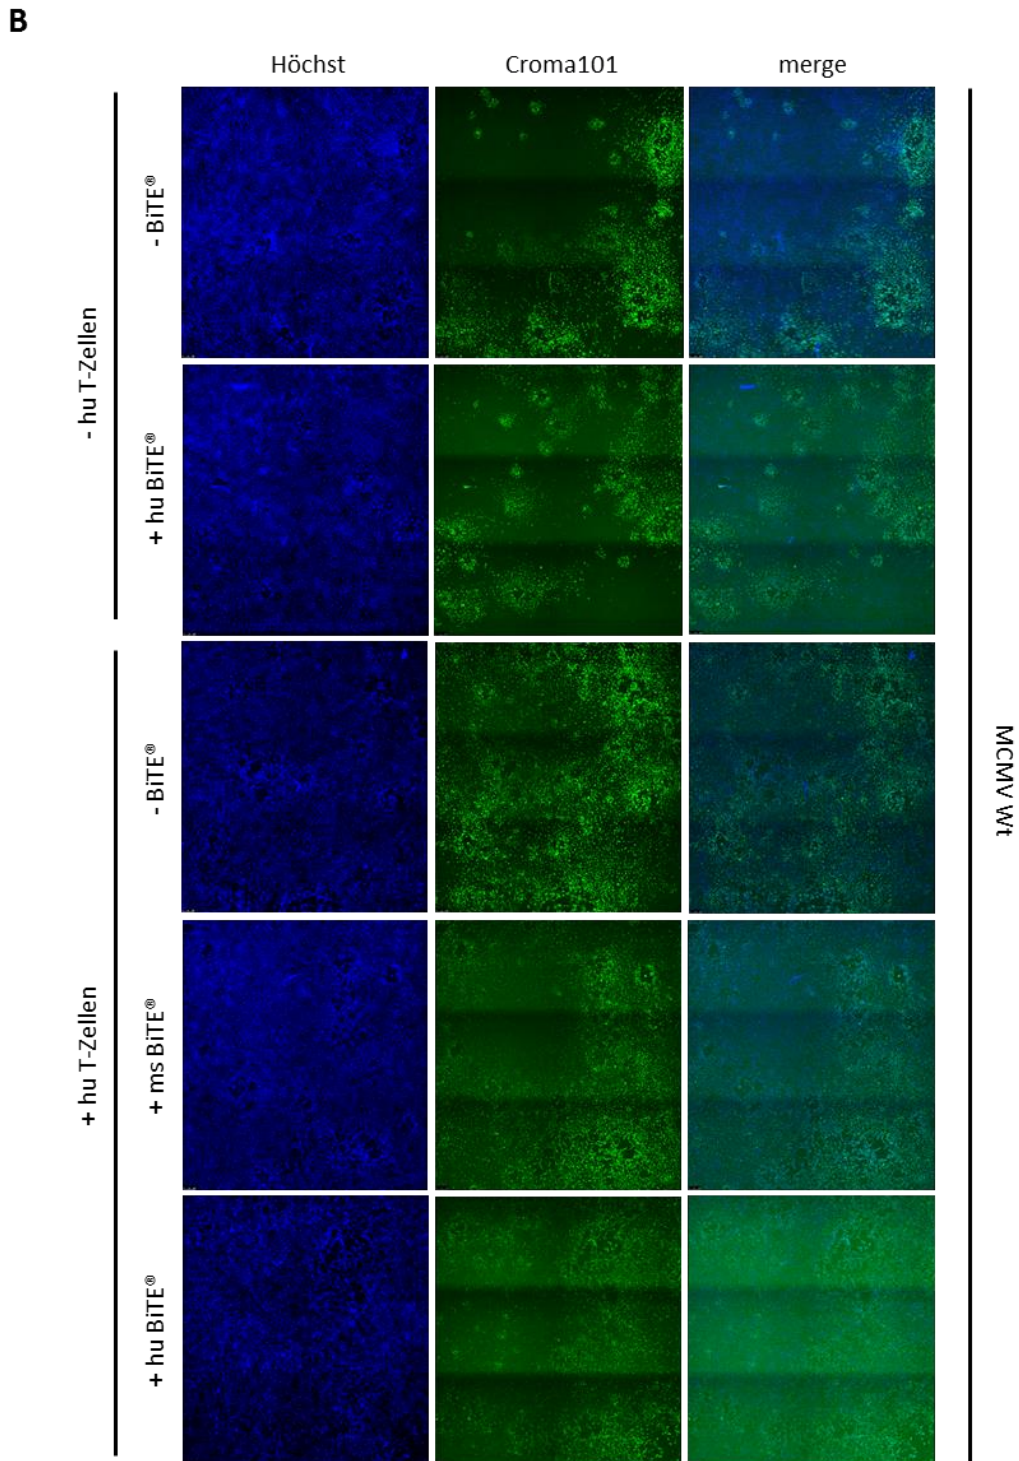 B
Höchst
Croma101
merge
- hu T-Zellen
- BiTE®
+ hu BiTE®
+ hu T-Zellen
- BiTE®
+ ms BiTE®
+ hu BiTE®
MCMV Wt